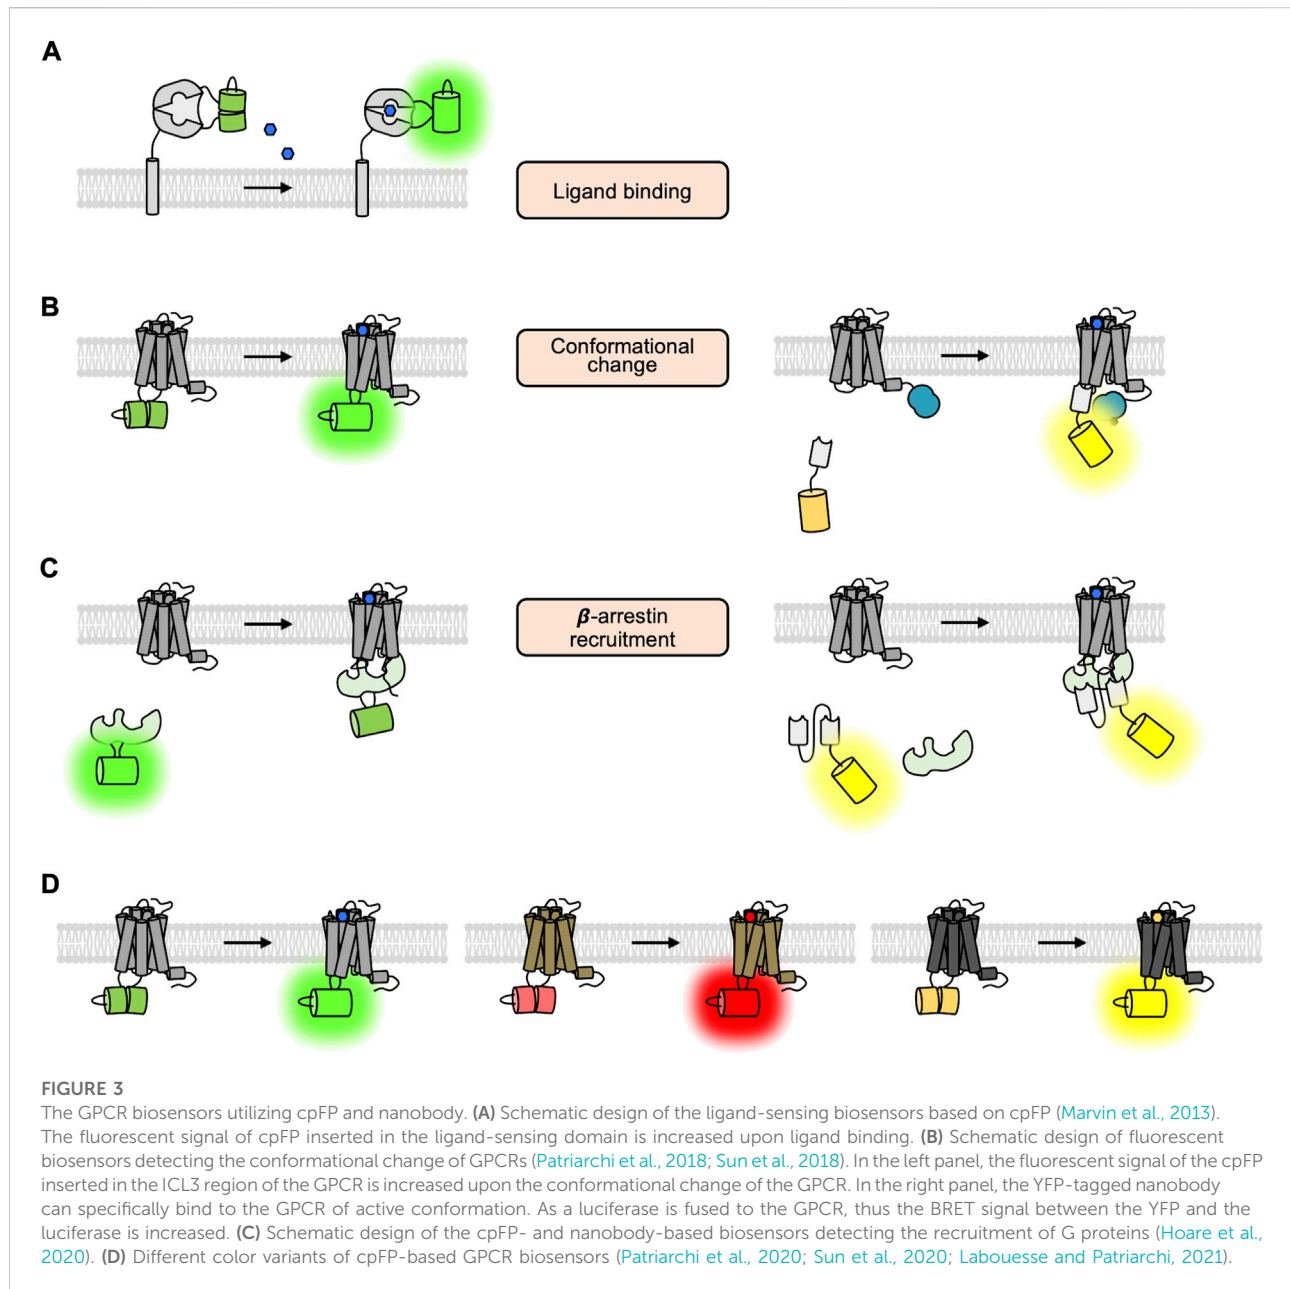 A
Ligand binding
B
Conformational
change
C
β-arrestin
recruitment
D
FIGURE 3
The GPCR biosensors utilizing cpFP and nanobody. (A) Schematic design of the ligand-sensing biosensors based on cpFP (Marvin et al., 2013).
The fluorescent signal of cpFP inserted in the ligand-sensing domain is increased upon ligand binding. (B) Schematic design of fluorescent
biosensors detecting the conformational change of GPCRs (Patriarchi et al., 2018; Sun et al., 2018). In the left panel, the fluorescent signal of the cpFP
inserted in the ICL3 region of the GPCR is increased upon the conformational change of the GPCR. In the right panel, the YFP-tagged nanobody
can specifically bind to the GPCR of active conformation. As a luciferase is fused to the GPCR, thus the BRET signal between the YFP and the
luciferase is increased. (C) Schematic design of the cpFP- and nanobody-based biosensors detecting the recruitment of G proteins (Hoare et al.,
2020). (D) Different color variants of cpFP-based GPCR biosensors (Patriarchi et al., 2020; Sun et al., 2020; Labouesse and Patriarchi, 2021).